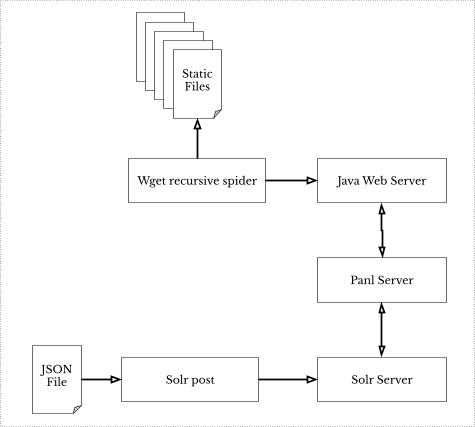 Static
Files
Wget recursive spider
Java Web Server
Panl Server
JSON
File
Solr post
Solr Server